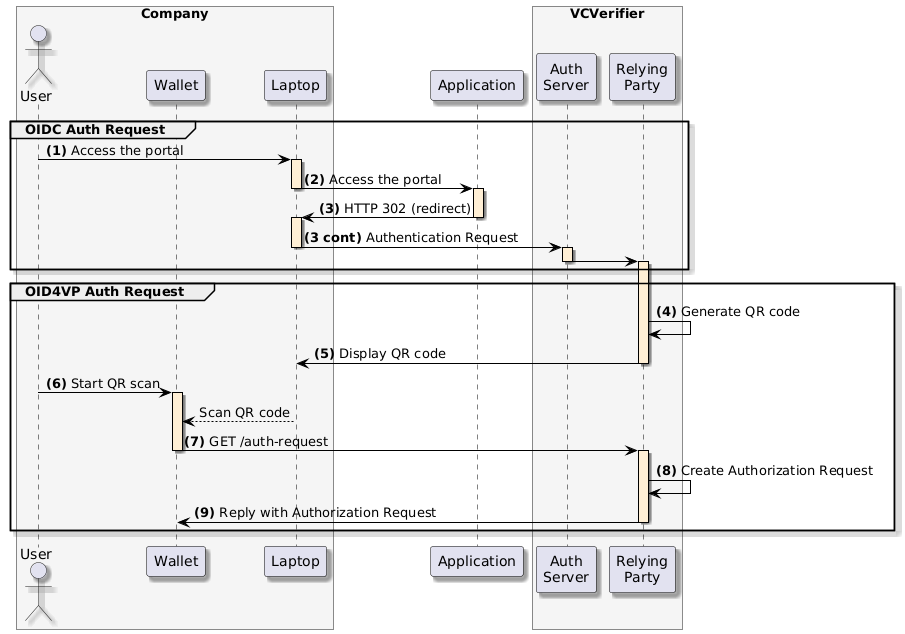 Company
VCVerifier
User
Wallet
Laptop
Application
Auth
Server
Relying
Party
OIDC Auth Request
(1) Access the portal
(2) Access the portal
(3) HTTP 302 (redirect)
(3 cont) Authentication Request
OID4VP Auth Request
(4) Generate QR code
(5) Display QR code
(6) Start QR scan
Scan QR code
(7) GET /auth-request
(8) Create Authorization Request
(9) Reply with Authorization Request
User
Wallet
Laptop
Application
Auth
Server
Relying
Party